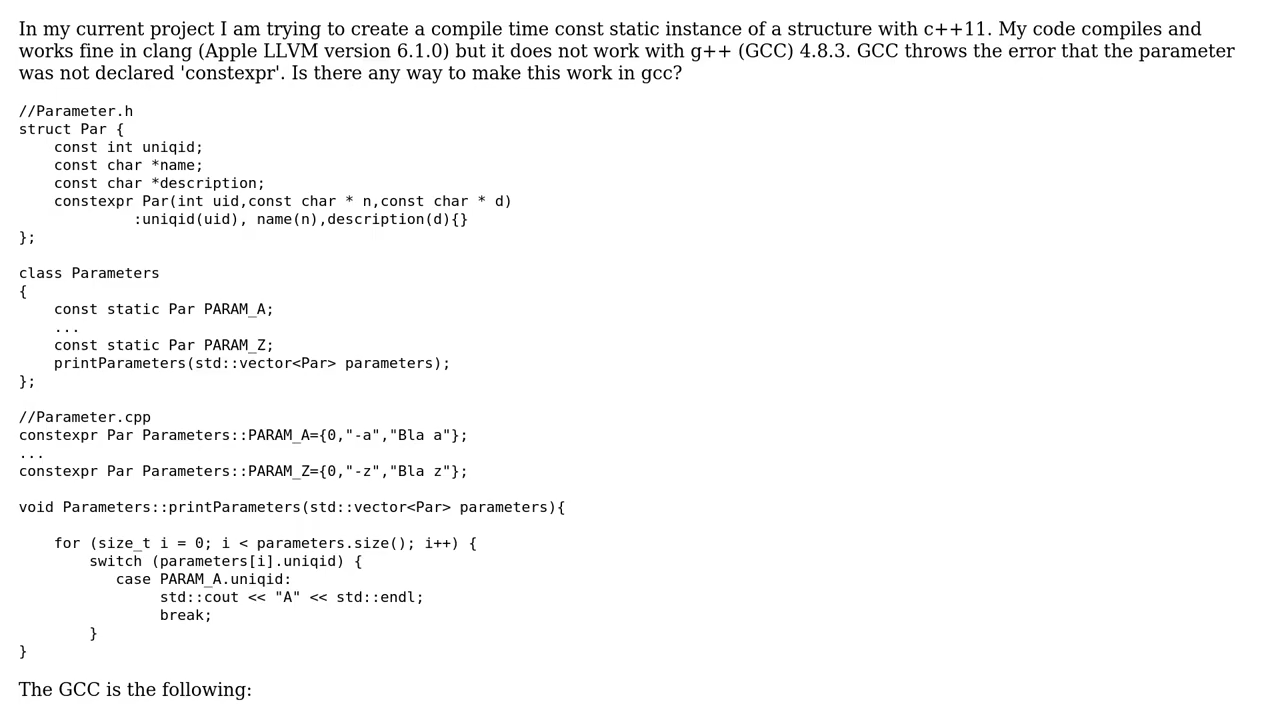 In my current project I am trying to create a compile time const static instance of a structure with c++11. My code compiles and
works fine in clang (Apple LLVM version 6.1.0) but it does not work with g++ (GCC) 4.8.3. GCC throws the error that the parameter
was not declared 'constexpr'. Is there any way to make this work in gcc?
//Parameter.h
struct Par {
    const int uniqid;
    const char *name;
    const char *description;
    constexpr Par(int uid,const char * n,const char * d)
             :uniqid(uid), name(n),description(d){}
};
class Parameters
{
    const static Par PARAM_A;
    ...
    const static Par PARAM_Z;
    printParameters(std::vector<Par> parameters);
};
//Parameter.cpp
constexpr Par Parameters::PARAM_A={0,"-a","Bla a"};
...
constexpr Par Parameters::PARAM_Z={0,"-z","Bla z"};
void Parameters::printParameters(std::vector<Par> parameters){
    for (size_t i = 0; i < parameters.size(); i++) {
        switch (parameters[i].uniqid) {
           case PARAM_A.uniqid:
                std::cout << "A" << std::endl;
                break;
        }
}
The GCC is the following: